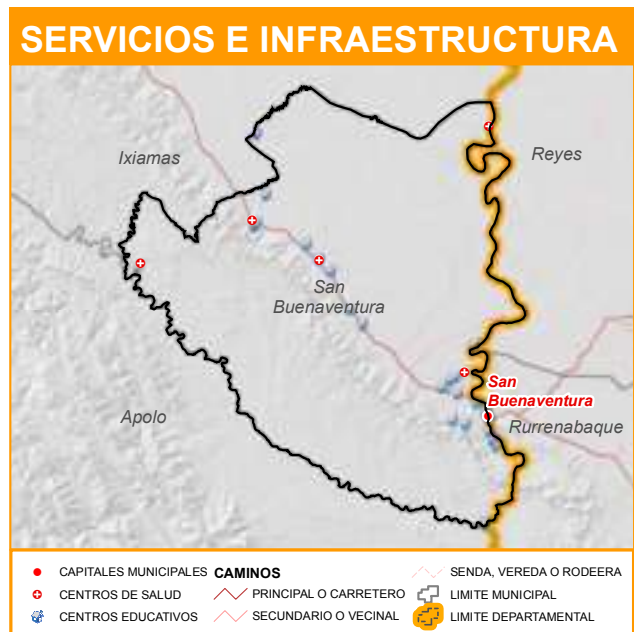 SERVICIOS E INFRAESTRUCTURA
Ixiamas
Reyes
San
Buenaventura
San
Buenaventura
Apolo
Rurrenabaque
CAPITALES MUNICIPALES
CENTROS DE SALUD
CENTROS EDUCATIVOS
CAMINOS
PRINCIPAL O CARRETERO
SECUNDARIO O VECINAL
SENDA, VEREDA O RODEERA
LIMITE MUNICIPAL
LIMITE DEPARTAMENTAL